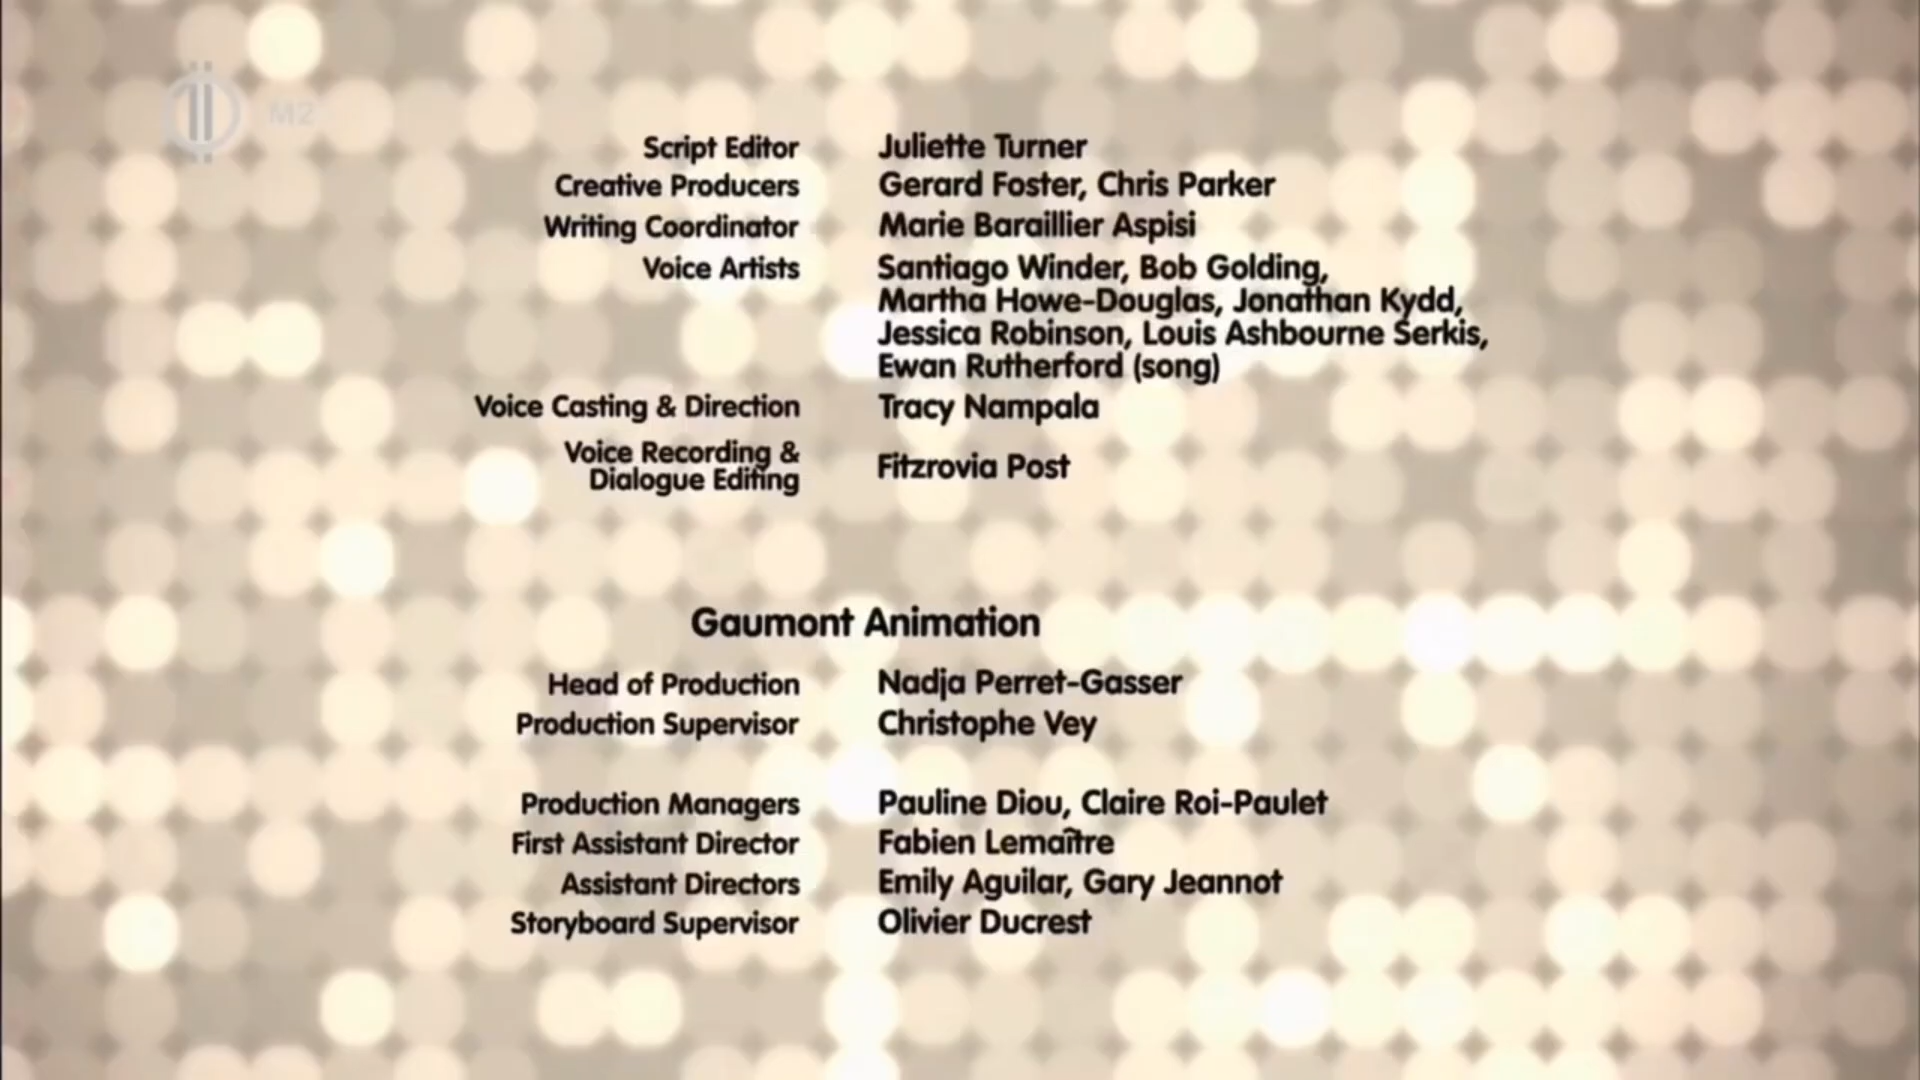 M2
Script Editor Juliette Turner
Creative Producers Gerard Foster, Chris Parker
Writing Coordinator Marie Baraillier Aspisi
Voice Artists Santiago Winder, Bob Golding,
Martha Howe-Douglas, Jonathan Kydd,
Jessica Robinson, Louis Ashbourne Serkis,
Ewan Rutherford (song)
Voice Casting & Direction Tracy Nampala
Voice Recording &
Dialogue Editing Fitzrovia Post
Gaumont Animation
Head of Production Nadja Perret-Gasser
Production Supervisor Christophe Vey
Production Managers Pauline Diou, Claire Roi-Paulet
First Assistant Director Fabien Lemaître
Assistant Directors Emily Aguilar, Gary Jeannot
Storyboard Supervisor Olivier Ducrest